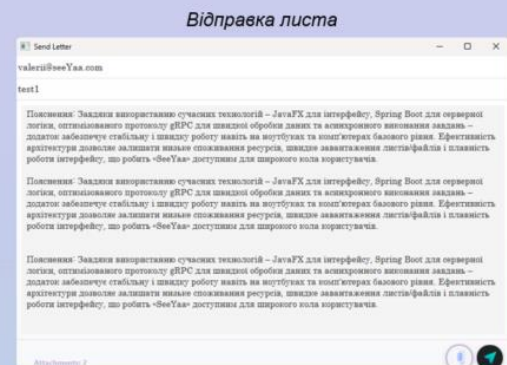 Відправка листа
Send Letter
valerii@seeYaa.com
test1
Пояснення: Завдяки використанню сучасних технологій – JavaFX для інтерфейсу, Spring Boot для серверної
логіки, оптимізованого протоколу gRPC для швидкої обробки даних та асинхронного виконання завдань –
додаток забезпечує стабільну і швидку роботу навіть на ноутбуках та комп'ютерах базового рівня. Ефективність
архітектури дозволяє залишати низьке споживання ресурсів, швидке завантаження листів/файлів і плавність
роботи інтерфейсу, що робить «SeeYaa» доступним для широкого кола користувачів.
Пояснення: Завдяки використанню сучасних технологій – JavaFX для інтерфейсу, Spring Boot для серверної
логіки, оптимізованого протоколу gRPC для швидкої обробки даних та асинхронного виконання завдань –
додаток забезпечує стабільну і швидку роботу навіть на ноутбуках та комп'ютерах базового рівня. Ефективність
архітектури дозволяє залишати низьке споживання ресурсів, швидке завантаження листів/файлів і плавність
роботи інтерфейсу, що робить «SeeYaa» доступним для широкого кола користувачів.
Пояснення: Завдяки використанню сучасних технологій – JavaFX для інтерфейсу, Spring Boot для серверної
логіки, оптимізованого протоколу gRPC для швидкої обробки даних та асинхронного виконання завдань –
додаток забезпечує стабільну і швидку роботу навіть на ноутбуках та комп'ютерах базового рівня. Ефективність
архітектури дозволяє залишати низьке споживання ресурсів, швидке завантаження листів/файлів і плавність
роботи інтерфейсу, що робить «SeeYaa» доступним для широкого кола користувачів.